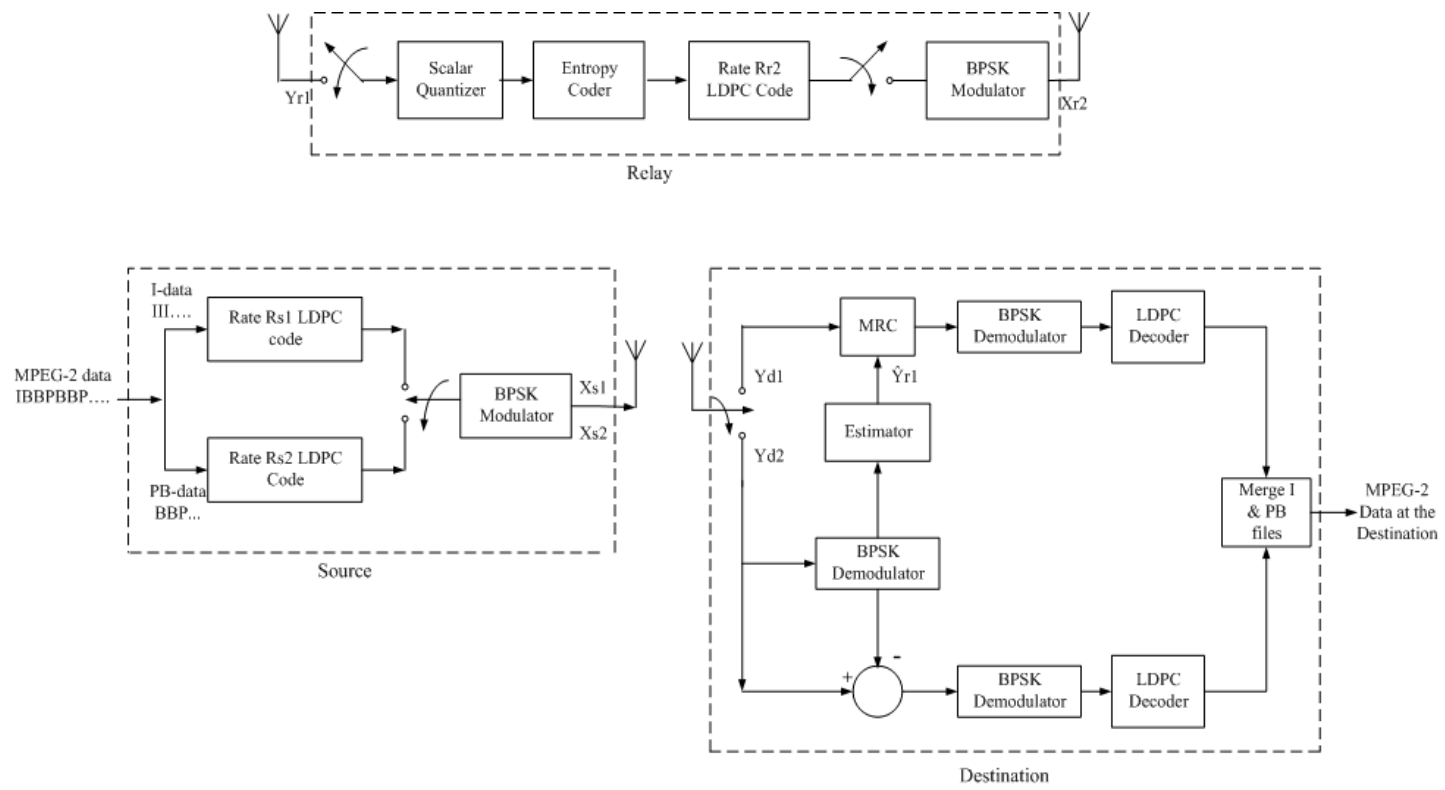 Yr1
Scalar
Quantizer
Entropy
Coder
Rate Rr2
LDPC Code
BPSK
Modulator
Xr2
Relay
MPEG-2 data
IBBPBBP....
I-data
III....
Rate Rs1 LDPC
code
PB-data
BBP...
Rate Rs2 LDPC
Code
BPSK
Modulator
Xs1
Xs2
Source
Yd1
Yd2
MRC
Ŷr1
Estimator
BPSK
Demodulator
BPSK
Demodulator
LDPC
Decoder
+
-
BPSK
Demodulator
LDPC
Decoder
Merge I
& PB
files
MPEG-2
Data at the
Destination
Destination